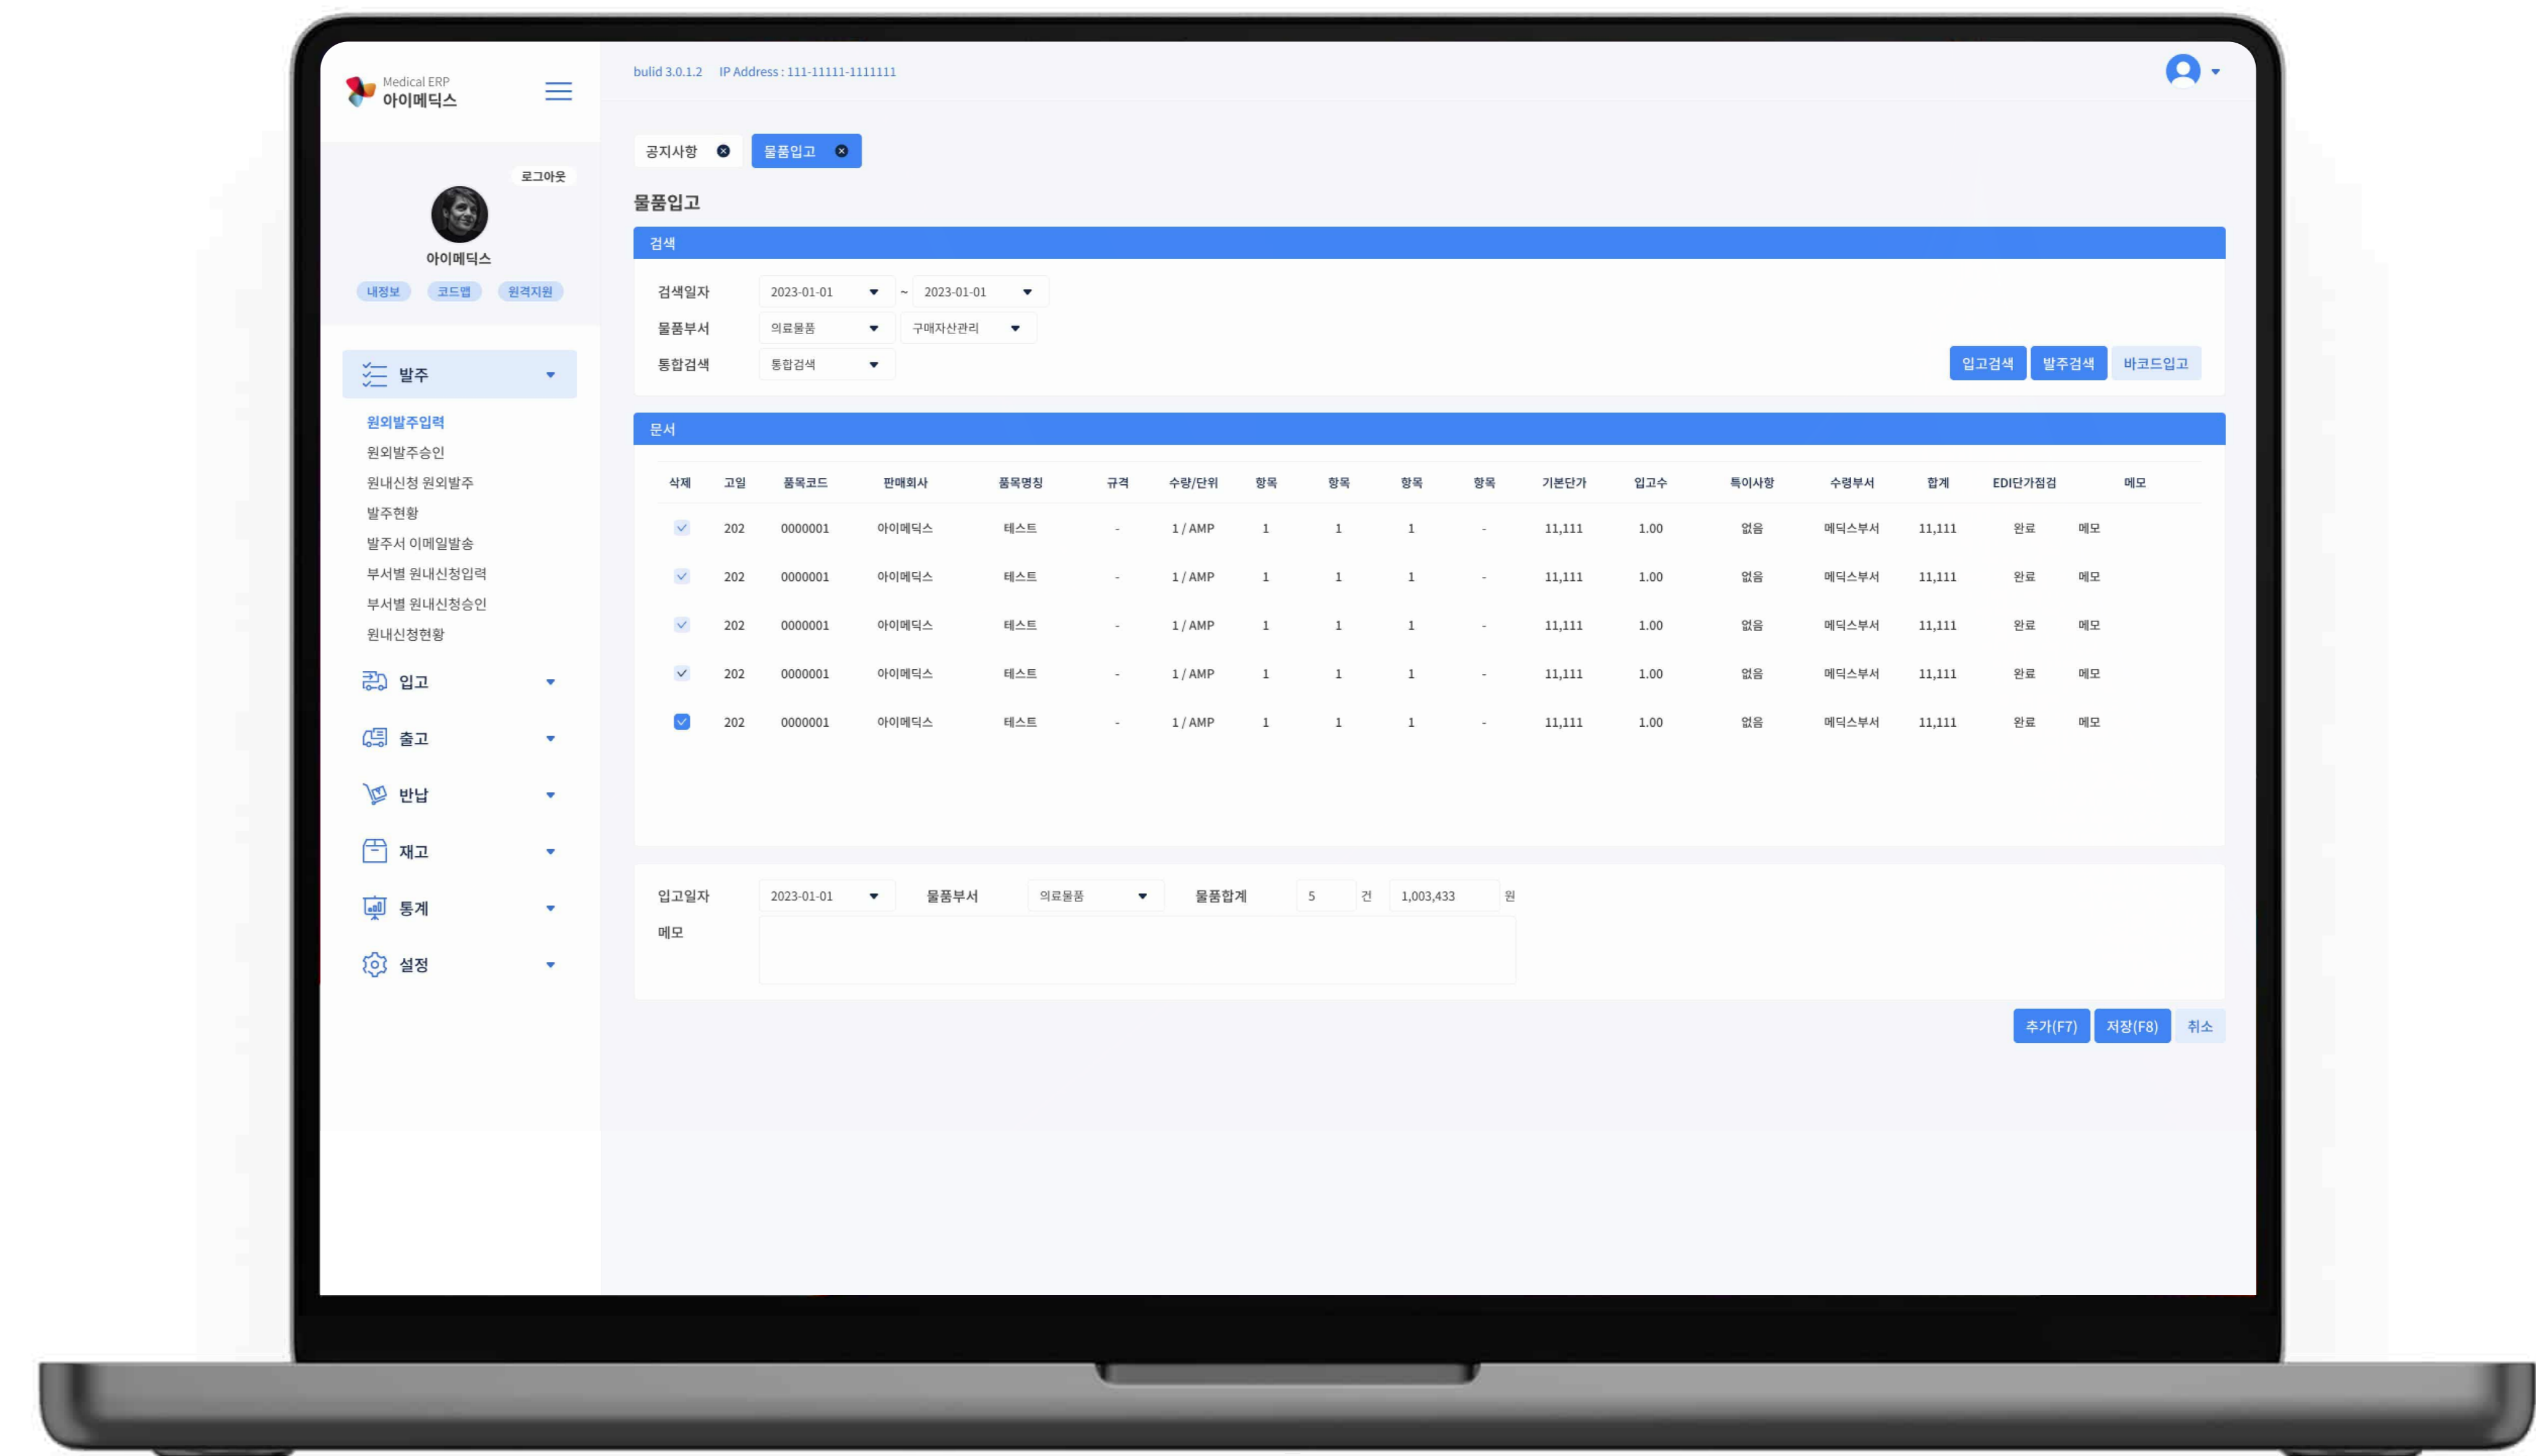 Medical ERP
아이메딕스
bulid 3.0.1.2 IP Address : 111-11111-1111111
로그아웃
아이메딕스
내정보 코드맵 원격지원
발주
원외발주입력
원외발주승인
원내신청 원외발주
발주현황
발주서 이메일발송
부서별 원내신청입력
부서별 원내신청승인
원내신청현황
입고
출고
반납
재고
통계
설정
공지사항 물품입고
물품입고
검색
검색일자 2023-01-01 ~ 2023-01-01
물품부서 의료물품 구매자산관리
통합검색 통합검색
입고검색 발주검색 바코드입고
문서
삭제 고일 품목코드 판매회사 품목명칭 규격 수량/단위 항목 항목 항목 항목 기본단가 입고수 특이사항 수령부서 합계 EDI단가점검 메모
202 0000001 아이메딕스 테스트 - 1 / AMP 1 1 1 - 11,111 1.00 없음 메딕스부서 11,111 완료 메모
202 0000001 아이메딕스 테스트 - 1 / AMP 1 1 1 - 11,111 1.00 없음 메딕스부서 11,111 완료 메모
202 0000001 아이메딕스 테스트 - 1 / AMP 1 1 1 - 11,111 1.00 없음 메딕스부서 11,111 완료 메모
202 0000001 아이메딕스 테스트 - 1 / AMP 1 1 1 - 11,111 1.00 없음 메딕스부서 11,111 완료 메모
202 0000001 아이메딕스 테스트 - 1 / AMP 1 1 1 - 11,111 1.00 없음 메딕스부서 11,111 완료 메모
입고일자 2023-01-01 물품부서 의료물품 물품합계 5 건 1,003,433 원
메모
추가(F7) 저장(F8) 취소